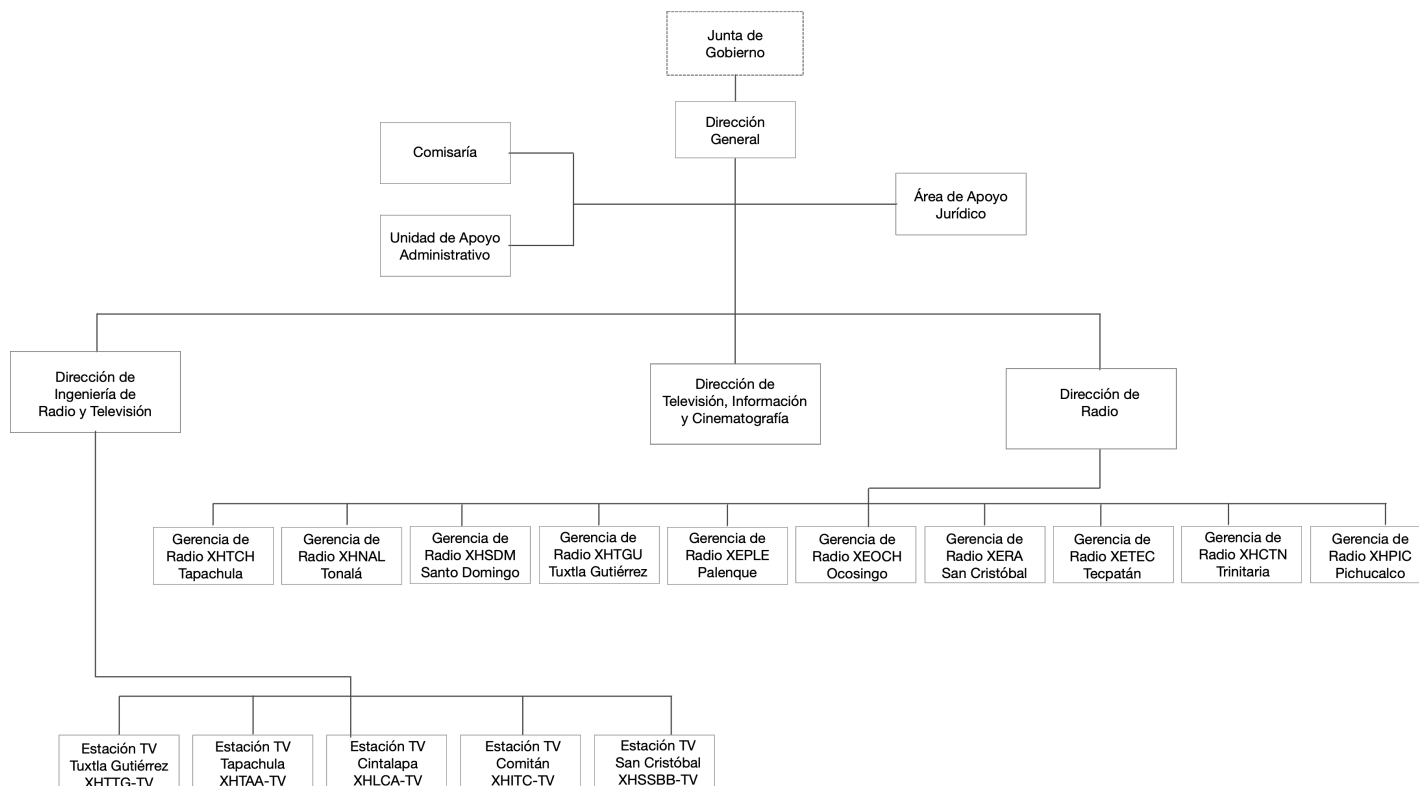 Junta de
Gobierno
Dirección
General
Comisaría
Área de Apoyo
Jurídico
Unidad de Apoyo
Administrativo
Dirección de
Ingeniería de
Radio y Televisión
Dirección de
Televisión, Información
y Cinematografía
Dirección de
Radio
Gerencia de
Radio XHTCH
Tapachula
Gerencia de
Radio XHNAL
Tonalá
Gerencia de
Radio XHSDM
Santo Domingo
Gerencia de
Radio XHTGU
Tuxtla Gutiérrez
Gerencia de
Radio XEPLE
Palenque
Gerencia de
Radio XEOCH
Ocosingo
Gerencia de
Radio XERA
San Cristóbal
Gerencia de
Radio XETEC
Tecpatán
Gerencia de
Radio XHCTN
Trinitaria
Gerencia de
Radio XHPIC
Pichucalco
Estación TV
Tuxtla Gutiérrez
XHTTG-TV
Estación TV
Tapachula
XHTAA-TV
Estación TV
Cintalapa
XHLCA-TV
Estación TV
Comitán
XHITC-TV
Estación TV
San Cristóbal
XHSSBB-TV